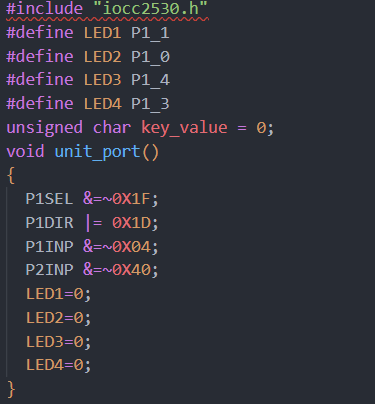 #include "iocc2530.h"
#define LED1 P1_1
#define LED2 P1_0
#define LED3 P1_4
#define LED4 P1_3
unsigned char key_value = 0;
void unit_port()
{
  P1SEL &=~0X1F;
  P1DIR |= 0X1D;
  P1INP &=~0X04;
  P2INP &=~0X40;
  LED1=0;
  LED2=0;
  LED3=0;
  LED4=0;
}